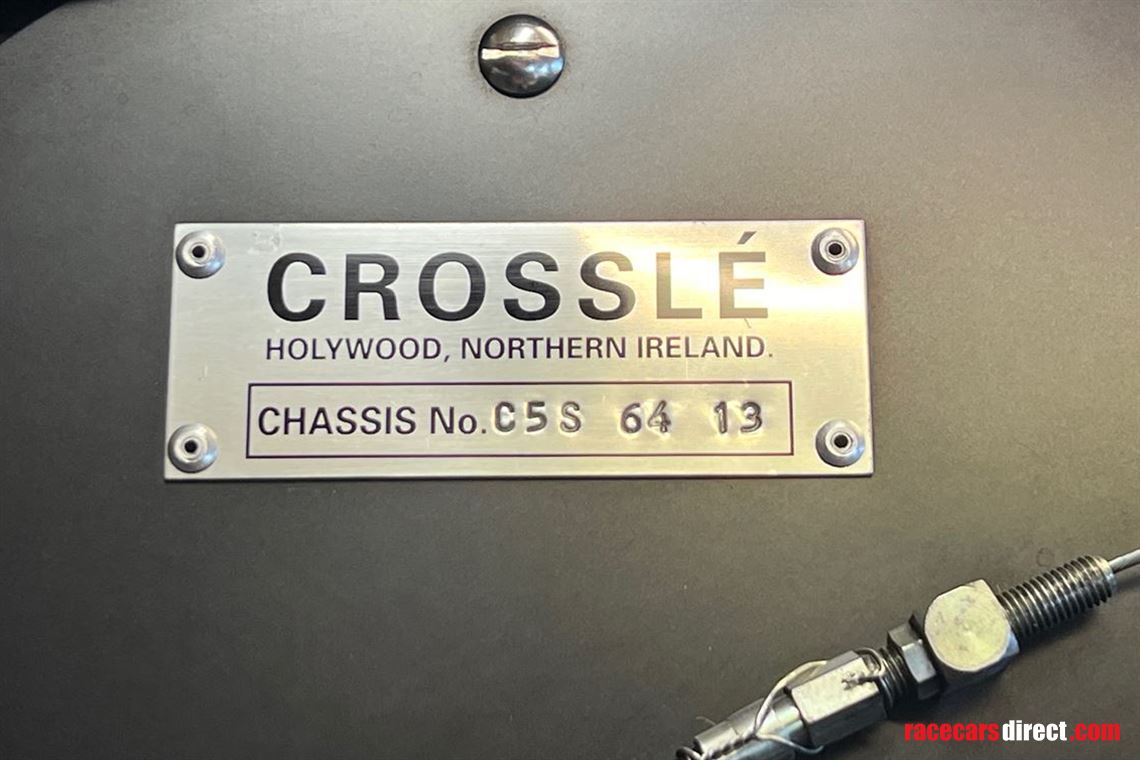 CROSSLÉ
HOLYWOOD, NORTHERN IRELAND.
CHASSIS No. C5S 64 13
racecarsdirect.com